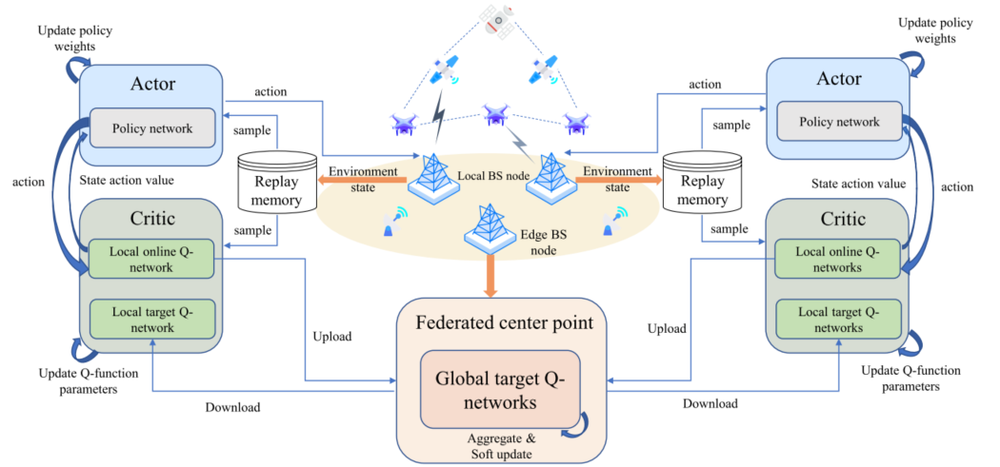 Update policy
weights
Actor
Policy network
action
State action value
Critic
Local online Q-
network
Local target Q-
network
Update Q-function
parameters
action
sample
Replay
memory
sample
Environment
state
Local BS node
Edge BS
node
Environment
state
Upload
Download
Federated center point
Global target Q-
networks
Aggregate &
Soft update
Upload
Download
action
sample
Replay
memory
sample
Update policy
weights
Actor
Policy network
State action value
action
Critic
Local online Q-
networks
Local target Q-
networks
Update Q-function
parameters